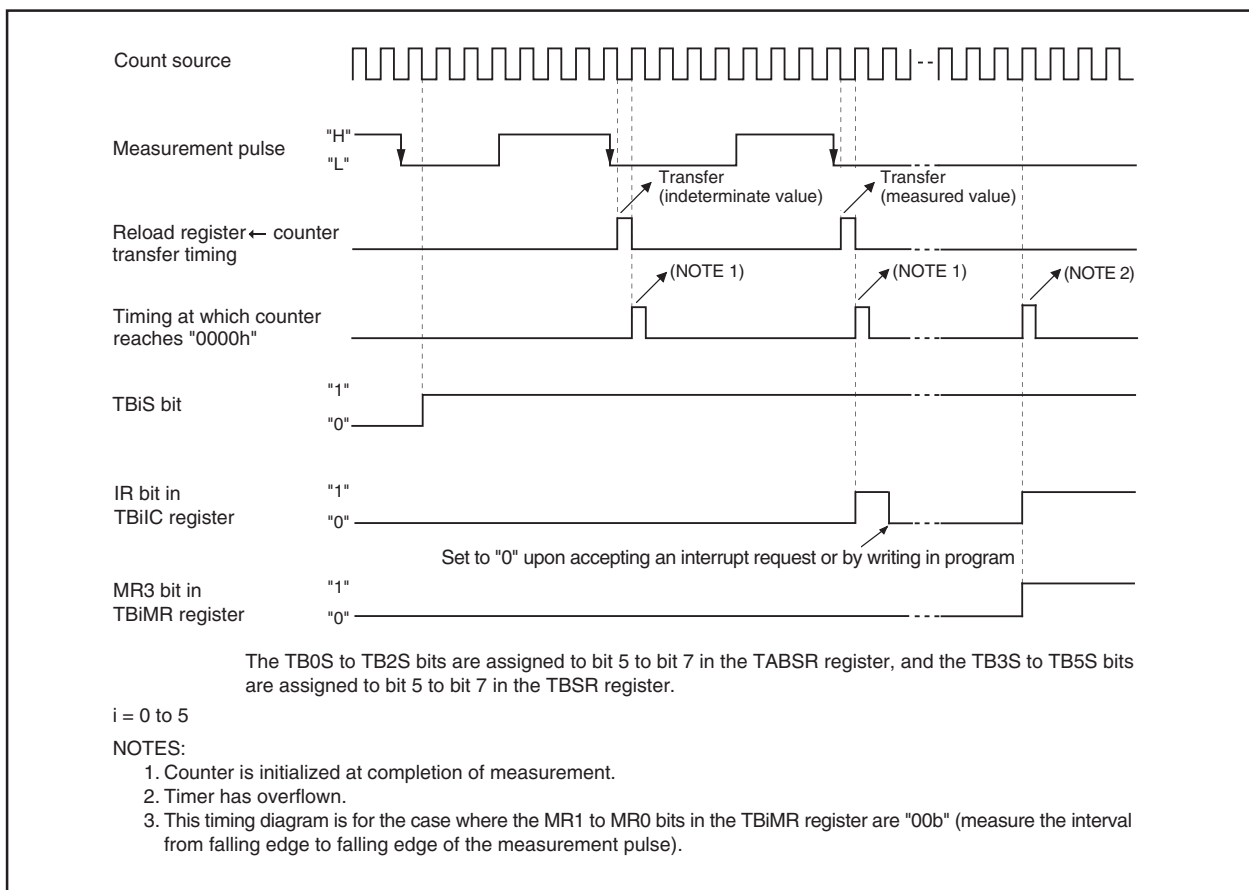 Count source
Measurement pulse
"H"
"L"
Transfer
(indeterminate value)
Transfer
(measured value)
Reload register ← counter
transfer timing
(NOTE 1)
(NOTE 1)
(NOTE 2)
Timing at which counter
reaches "0000h"
TBiS bit
"1"
"0"
IR bit in
TBiIC register
"1"
"0"
Set to "0" upon accepting an interrupt request or by writing in program
MR3 bit in
TBiMR register
"1"
"0"
The TB0S to TB2S bits are assigned to bit 5 to bit 7 in the TABSR register, and the TB3S to TB5S bits
are assigned to bit 5 to bit 7 in the TBSR register.
i = 0 to 5
NOTES:
1. Counter is initialized at completion of measurement.
2. Timer has overflown.
3. This timing diagram is for the case where the MR1 to MR0 bits in the TBiMR register are "00b" (measure the interval
from falling edge to falling edge of the measurement pulse).